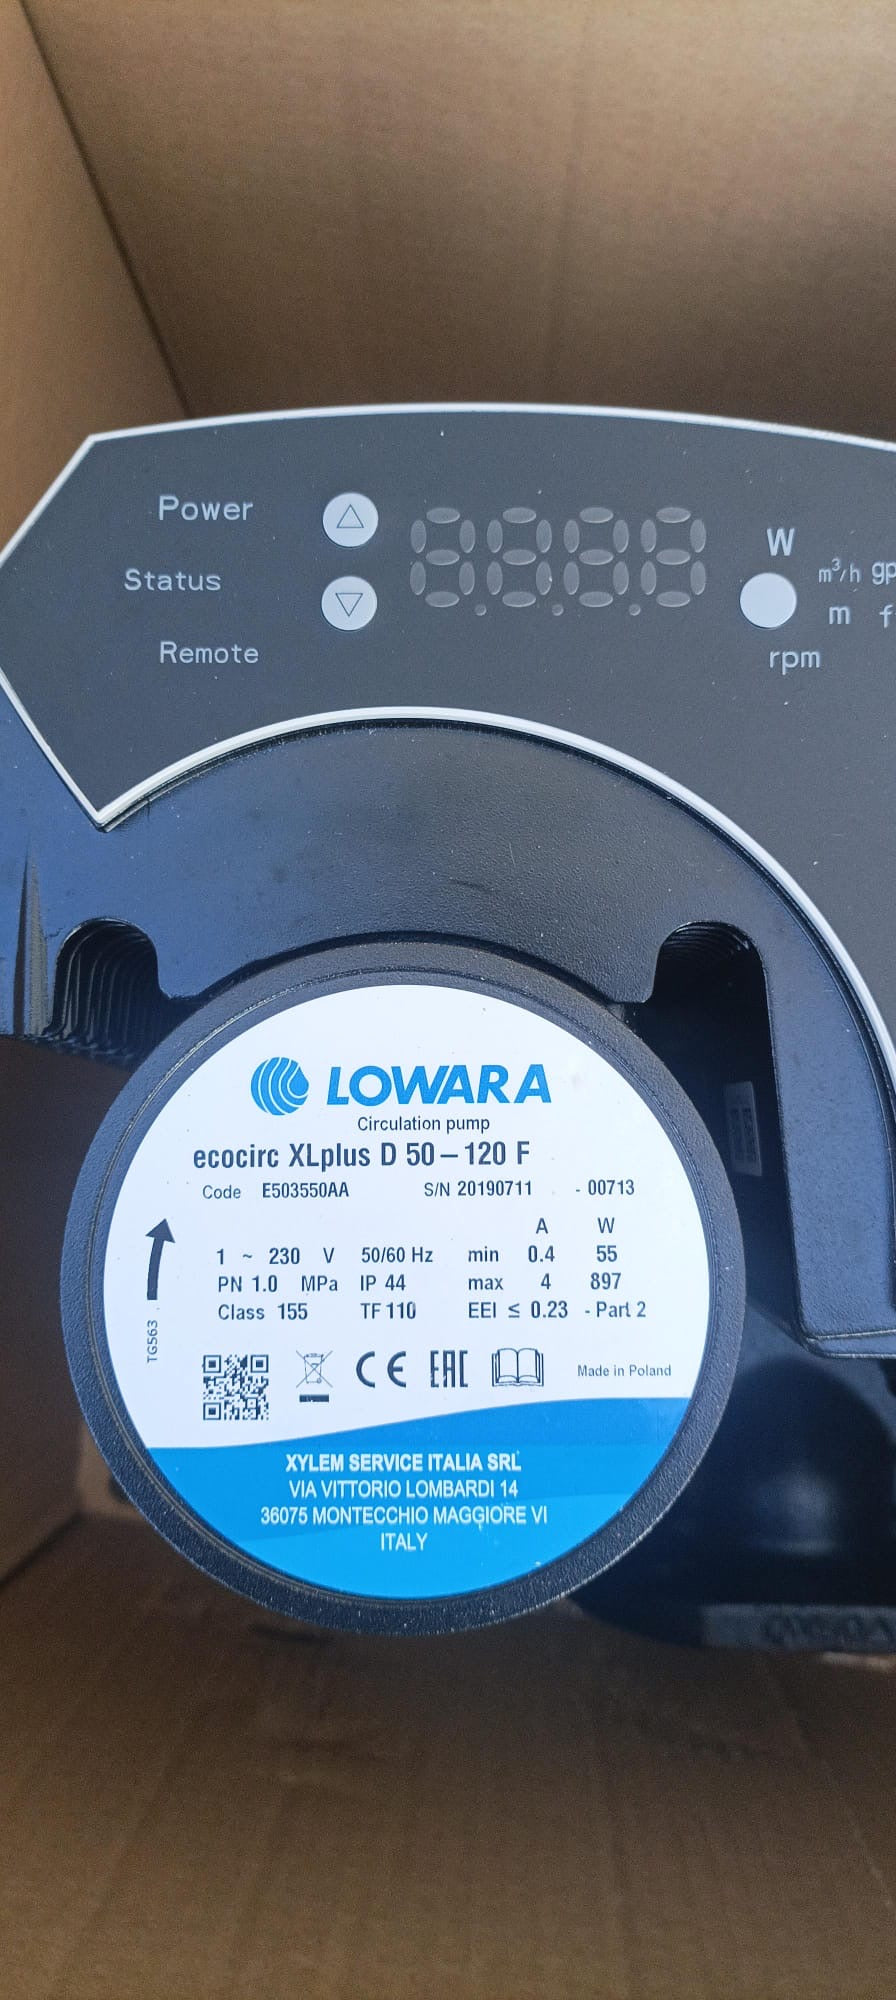 Power
Status
Remote
W
m³/h
m
rpm
LOWARA
Circulation pump
ecocirc XLplus D 50–120 F
Code E503550AA S/N 20190711 - 00713
A W
1 ~ 230 V 50/60 Hz min 0.4 55
PN 1.0 MPa IP 44 max 4 897
Class 155 TF 110 EEI ≤ 0.23 - Part 2
TG563
CE EAC
Made in Poland
XYLEM SERVICE ITALIA SRL
VIA VITTORIO LOMBARDI 14
36075 MONTECCHIO MAGGIORE VI
ITALY